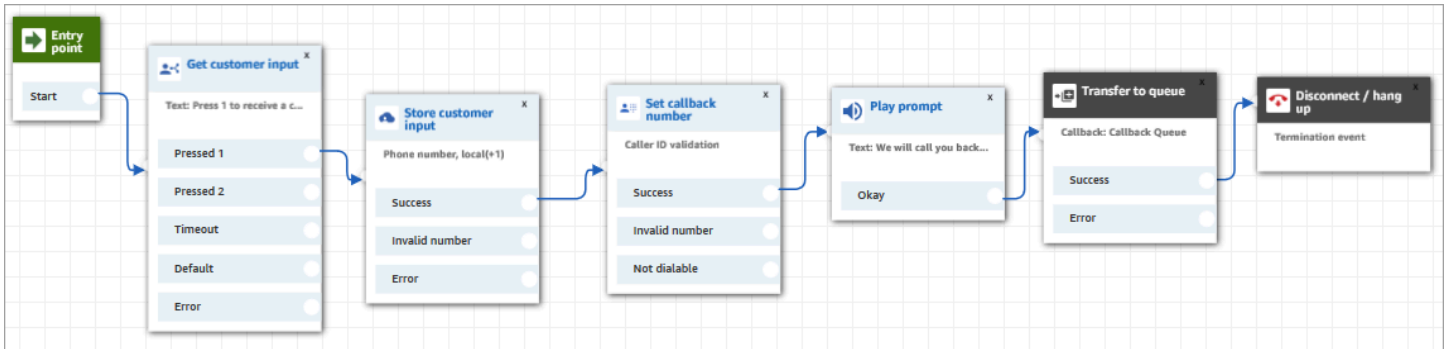 Entry
point
Start
x
Get customer input
Text: Press 1 to receive a c...
Pressed 1
Pressed 2
Timeout
Default
Error
x
Store customer
input
Phone number, local(+1)
Success
Invalid number
Error
x
Set callback
number
Caller ID validation
Success
Invalid number
Not dialable
x
Play prompt
Text: We will call you back...
Okay
x
Transfer to queue
Callback: Callback Queue
Success
Error
x
Disconnect / hang
up
Termination event